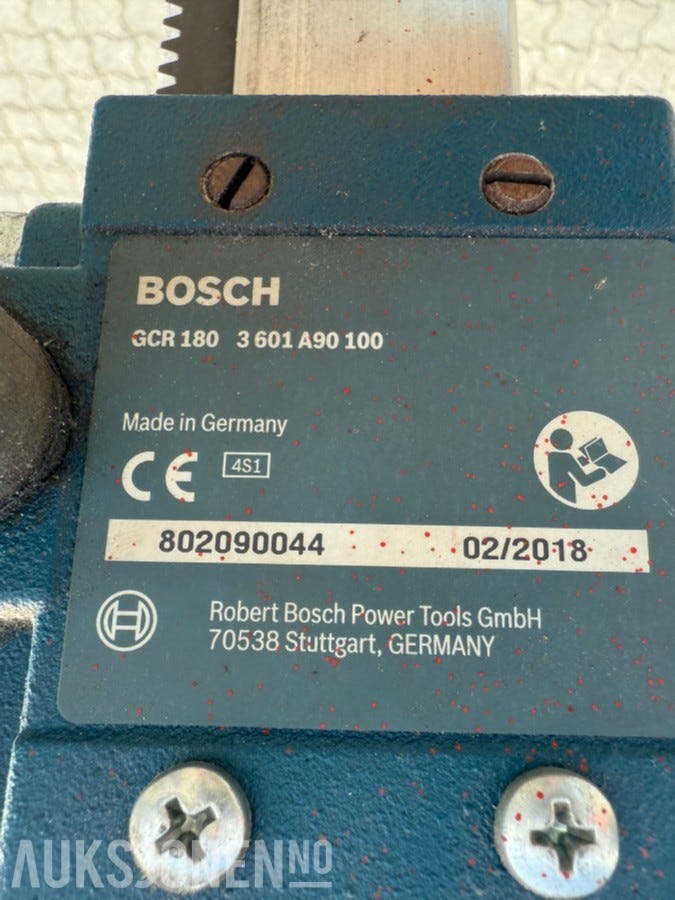 BOSCH
GCR 180 3 601 A90 100
Made in Germany
CE 4S1
802090044 02/2018
Robert Bosch Power Tools GmbH
70538 Stuttgart, GERMANY
AUKSJONEN NO